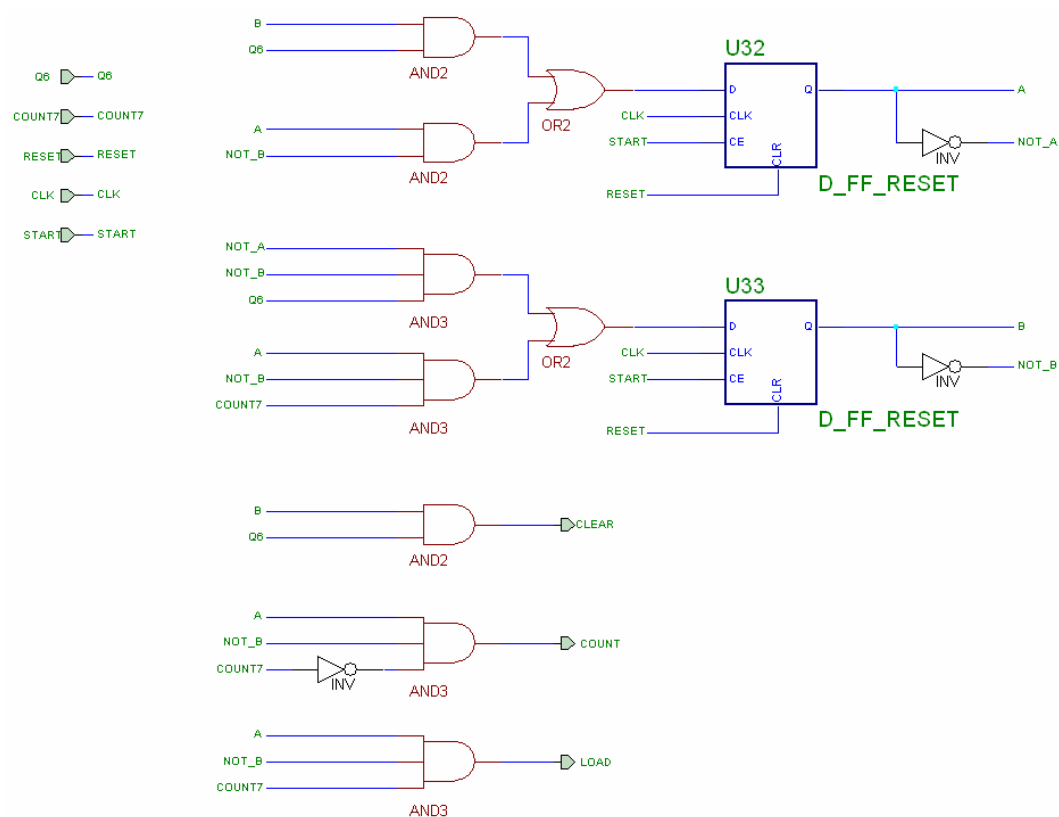 Q6 Q6
COUNT7 COUNT7
RESET RESET
CLK CLK
START START
B
Q6
AND2
A
NOT_B
AND2
OR2
CLK
START
RESET
U32
D Q
CLK
CE
CLR
D_FF_RESET
A
INV
NOT_A
NOT_A
NOT_B
Q6
AND3
A
NOT_B
COUNT7
AND3
OR2
CLK
START
RESET
U33
D Q
CLK
CE
CLR
D_FF_RESET
B
INV
NOT_B
B
Q6
AND2
CLEAR
A
NOT_B
COUNT7
INV
AND3
COUNT
A
NOT_B
COUNT7
AND3
LOAD